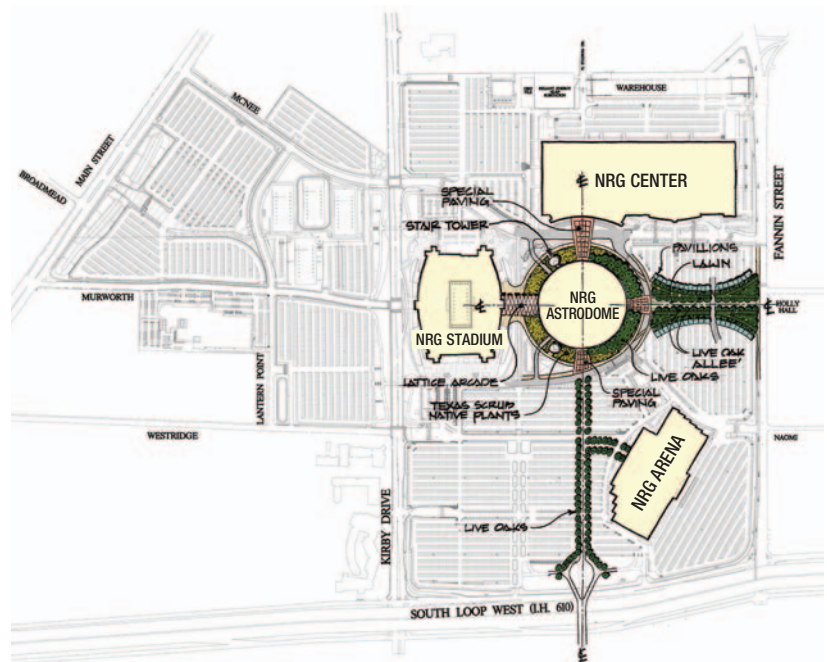 WAREHOUSE
MCNEE
MAIN STREET
BROADMEAD
NRG CENTER
SPECIAL
PAVING
STAIR TOWER
FANNIN STREET
PAVILLIONS
LAWN
MURWORTH
NRG
ASTRODOME
HOLLY
HALL
NRG STADIUM
LIVE OAK
ALLEE'
LATTICE ARCADE
LIVE OAKS
TEXAS SCRUB
NATIVE PLANTS
SPECIAL
PAVING
LANTERN POINT
WESTRIDGE
NAOMI
NRG ARENA
KIRBY DRIVE
LIVE OAKS
SOUTH LOOP WEST (I.H. 610)